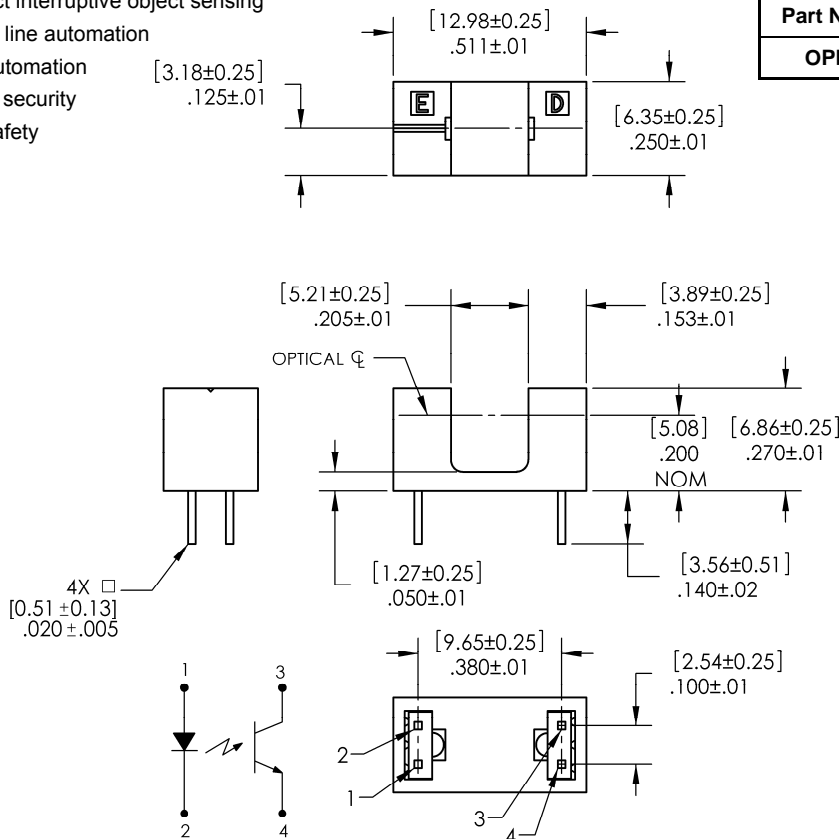 ct interruptive object sensing
line automation
utomation
security
afety
Part N
OPI
[12.98±0.25]
.511±.01
[3.18±0.25]
.125±.01
E
D
[6.35±0.25]
.250±.01
[5.21±0.25]
.205±.01
[3.89±0.25]
.153±.01
OPTICAL ℄
[5.08]
.200
NOM
[6.86±0.25]
.270±.01
4X □
[0.51±0.13]
.020±.005
[1.27±0.25]
.050±.01
[3.56±0.51]
.140±.02
[9.65±0.25]
.380±.01
[2.54±0.25]
.100±.01
1
3
2
4
2
1
3
4